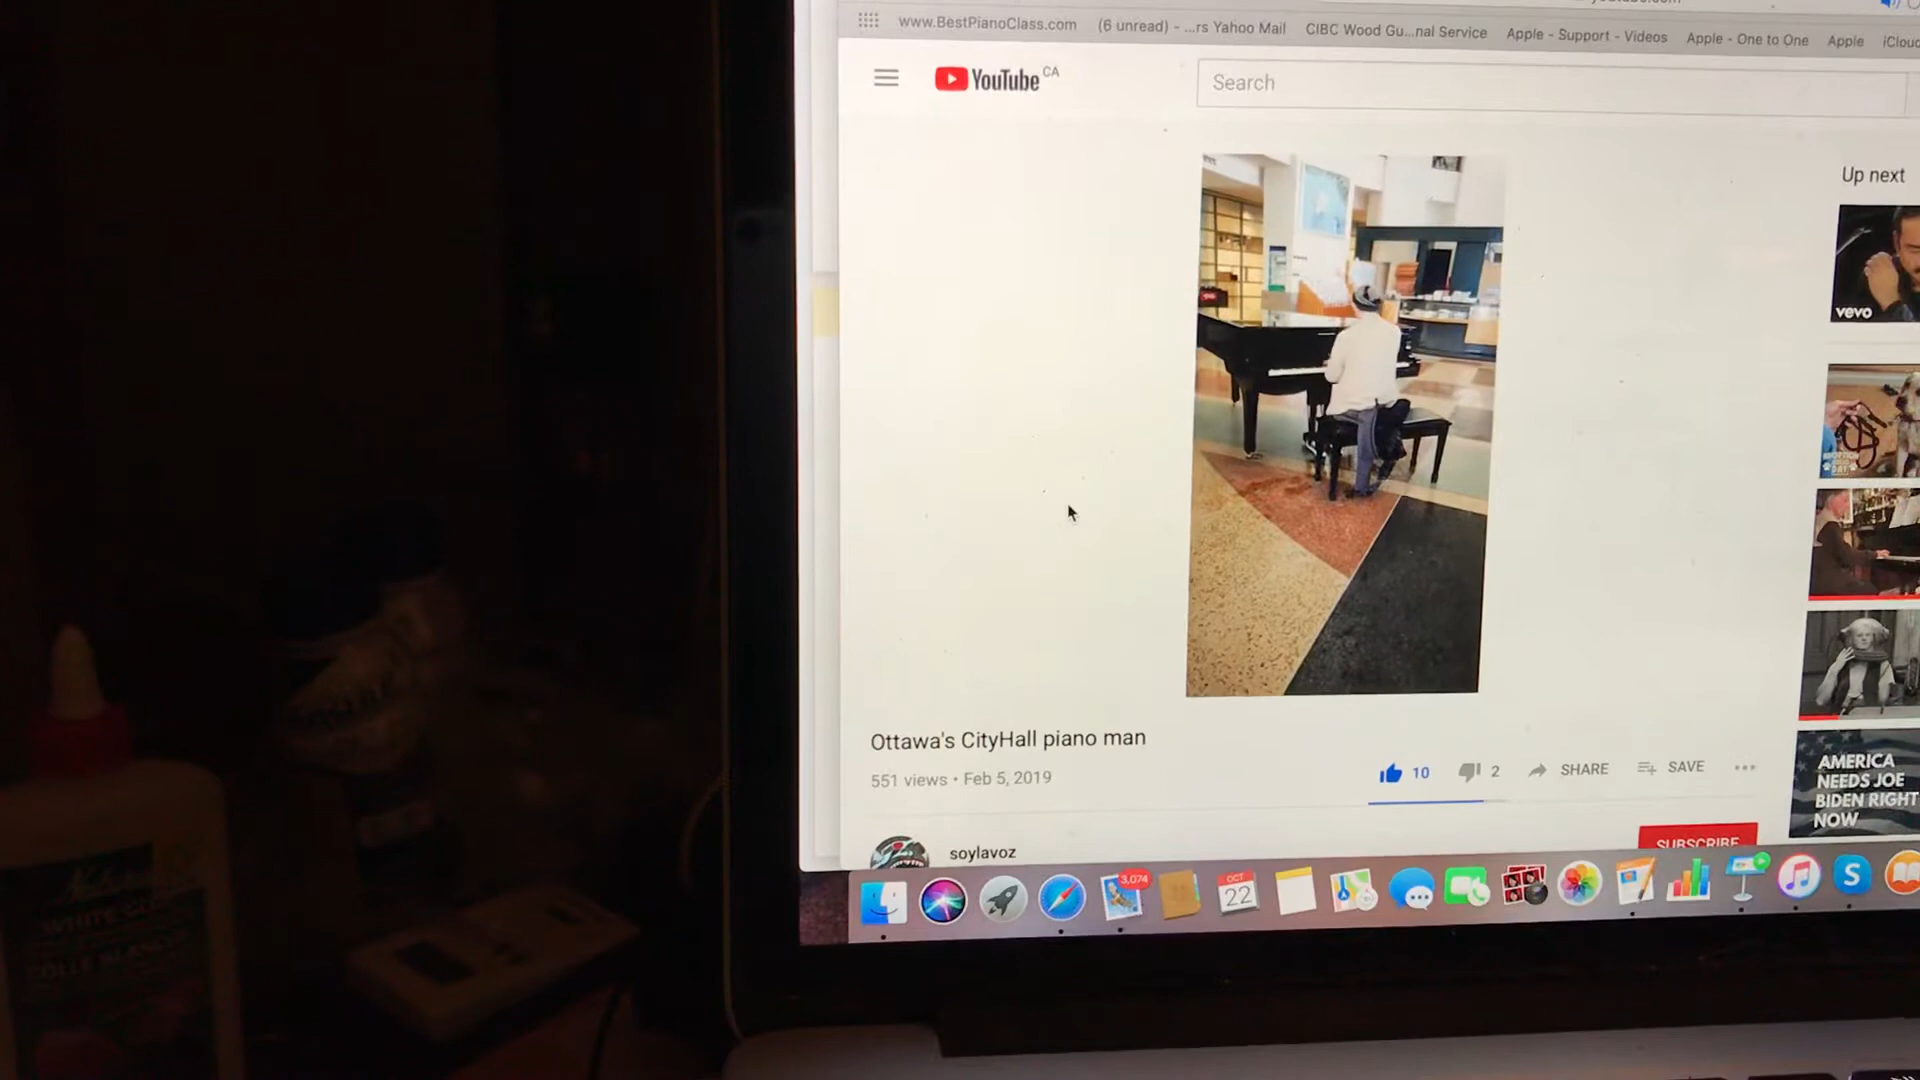 www.BestPianoClass.com (6 unread) - ...rs Yahoo Mail CIBC Wood Gu...nal Service Apple - Support - Videos Apple - One to One Apple iCloud
YouTube CA
Search
Up next
vevo
AMERICA
NEEDS JOE
BIDEN RIGHT
NOW
Ottawa's CityHall piano man
551 views • Feb 5, 2019
10 2 SHARE SAVE
soylavoz
SUBSCRIBE
3,074
OCT
22
WHITE